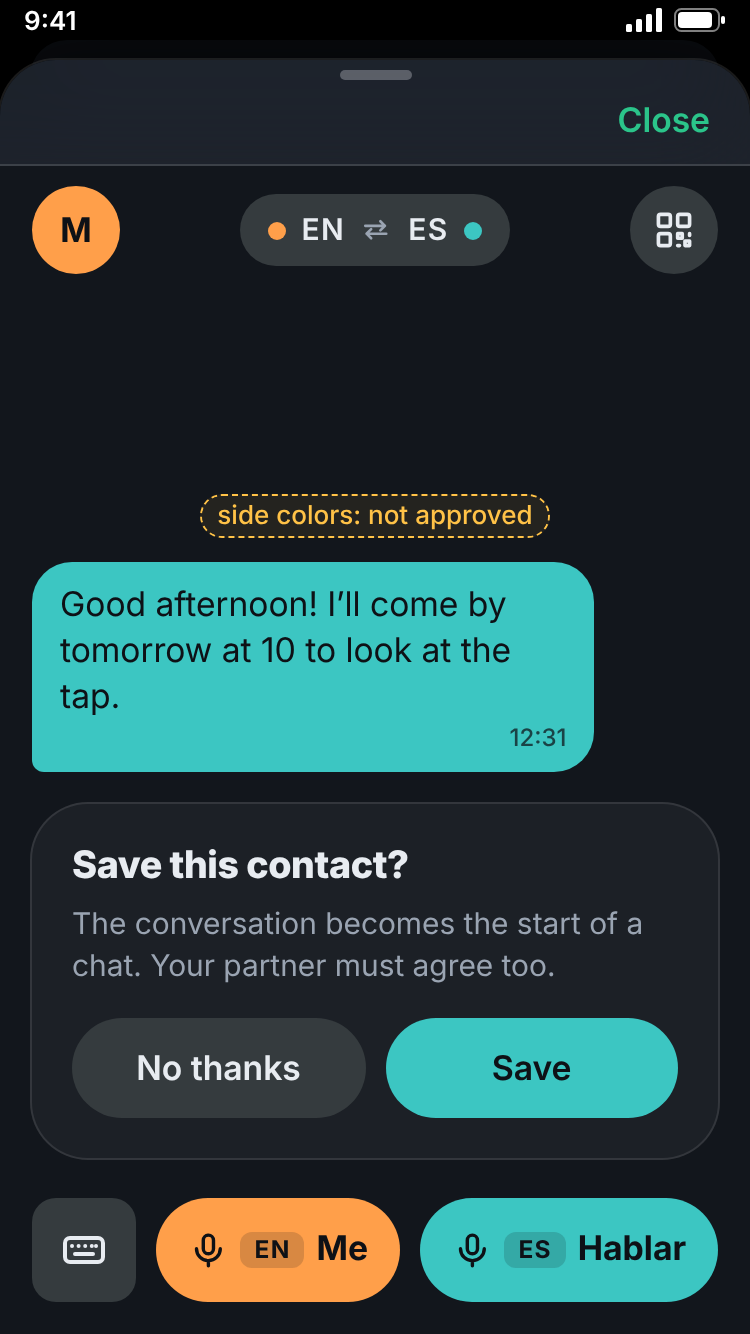 9:41
Close
M
EN ⇄ ES
side colors: not approved
Good afternoon! I’ll come by
tomorrow at 10 to look at the
tap.
12:31
Save this contact?
The conversation becomes the start of a
chat. Your partner must agree too.
No thanks
Save
EN Me
ES Hablar